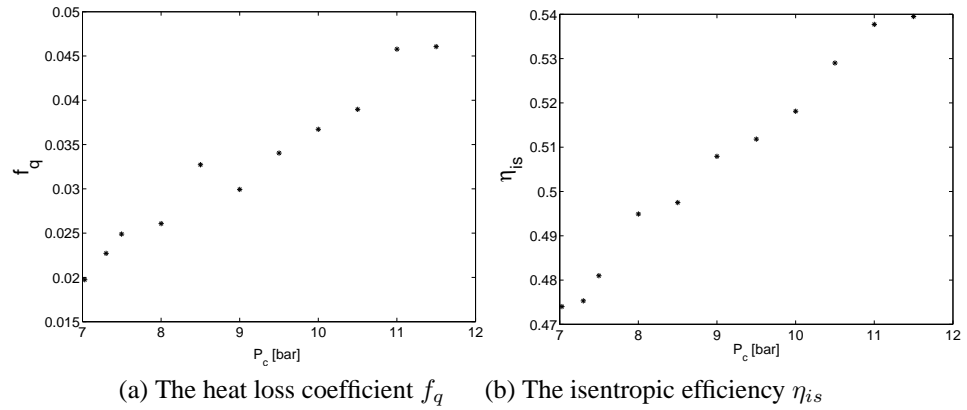 0.05
0.045
0.04
0.035
0.03
0.025
0.02
0.015
f_q
7 8 9 10 11 12
P_c [bar]
0.54
0.53
0.52
0.51
0.5
0.49
0.48
0.47
η_is
7 8 9 10 11 12
P_c [bar]
(a) The heat loss coefficient f_q (b) The isentropic efficiency η_is